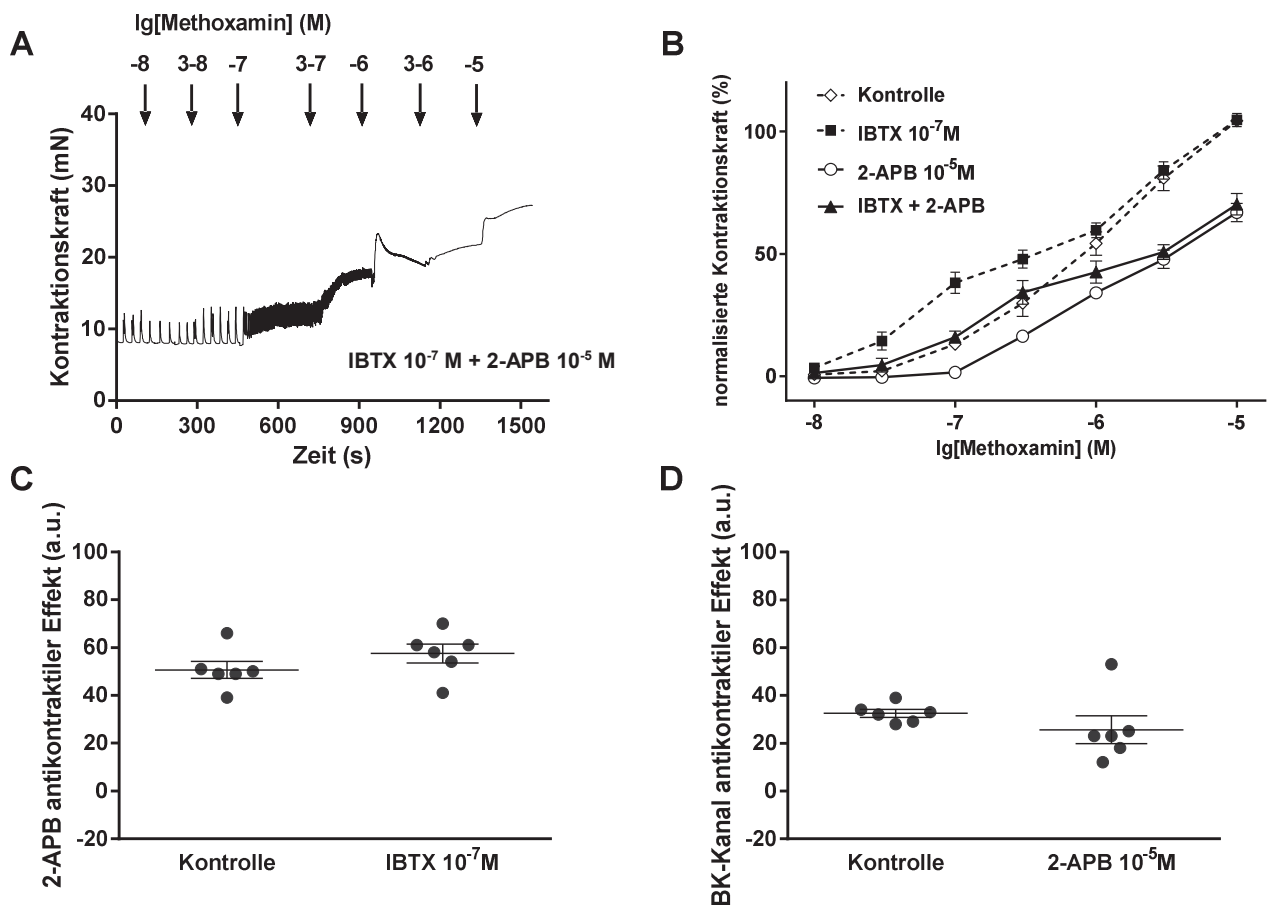 A
lg[Methoxamin] (M)
-8 3-8 -7 3-7 -6 3-6 -5
40
30
20
10
0
Kontraktionskraft (mN)
IBTX 10⁻⁷ M + 2-APB 10⁻⁵ M
0 300 600 900 1200 1500
Zeit (s)
B
normalisierte Kontraktionskraft (%)
Kontrolle
IBTX 10⁻⁷M
2-APB 10⁻⁵M
IBTX + 2-APB
100
50
0
-8 -7 -6 -5
lg[Methoxamin] (M)
C
2-APB antikontraktiler Effekt (a.u.)
100
80
60
40
20
0
-20
Kontrolle IBTX 10⁻⁷M
D
BK-Kanal antikontraktiler Effekt (a.u.)
100
80
60
40
20
0
-20
Kontrolle 2-APB 10⁻⁵M